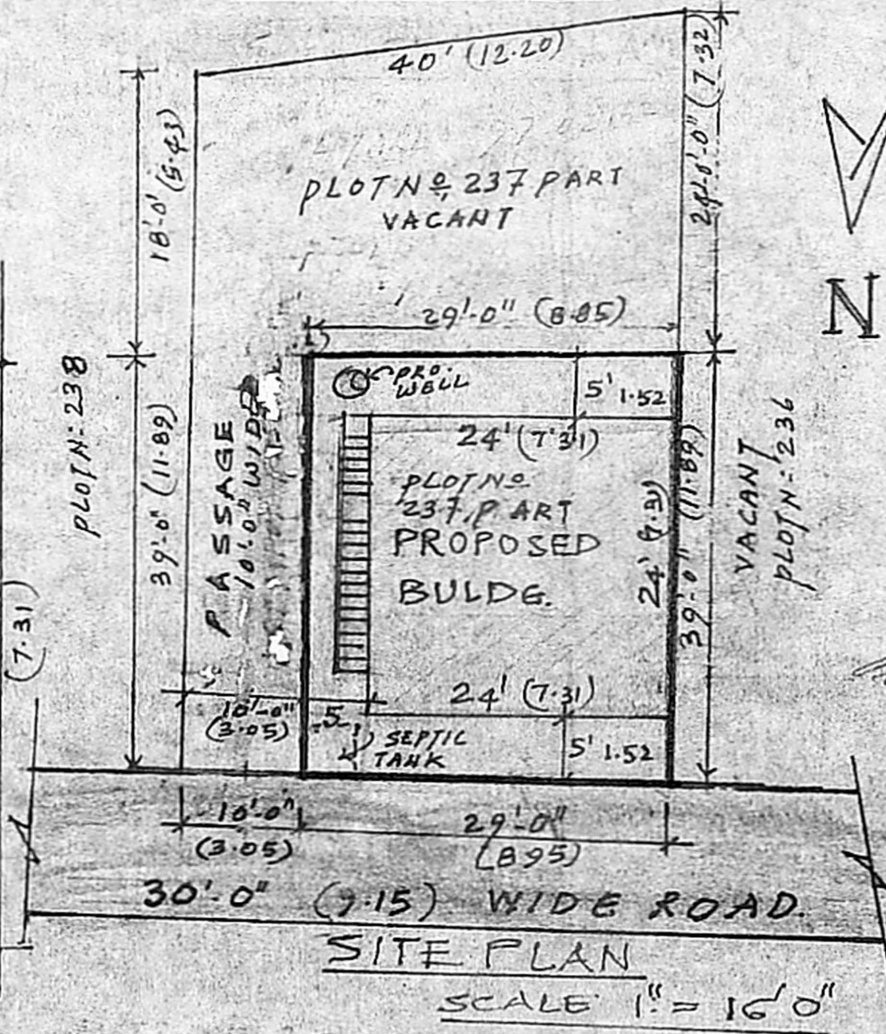 40' (12.20)
24'-0" (7.32)
18'-0' (5.43)
PLOT Nº, 237 PART
VACANT
N
29'-0" (8.85)
PRO.
WELL
5' 1.52
24' (7'31)
PLOT N: 238
39'-0" (11.89)
PASSAGE
10'-0" WIDE
PLOT Nº
237. PART
PROPOSED
BULDG.
24' (7.31)
39'-0" (11.89)
VACANT
PLOT N: 236
(7.31)
24' (7.31)
10'-0"
(3.05)
5'
SEPTIC
TANK
5' 1.52
10'-0"
(3.05)
29'-0"
(8.95)
30'-0" (9.15) WIDE ROAD.
SITE PLAN
SCALE 1" = 16'0"